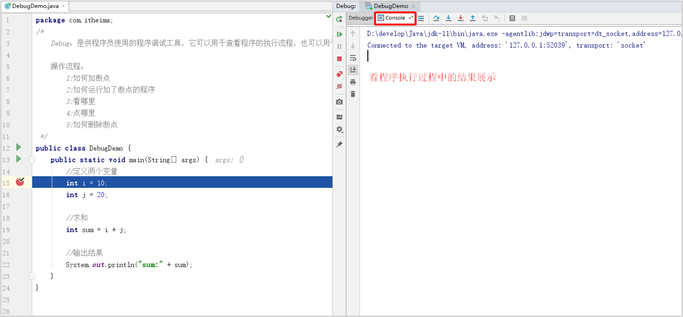 DebugDemo.java
1 package com.itheima;
2 /*
3 Debug: 是供程序员使用的程序调试工具, 它可以用于查看程序的执行流程, 也可以用于
4
5 操作流程:
6 1:如何加断点
7 2:如何运行加了断点的程序
8 3:看哪里
9 4:点哪里
10 5:如何删除断点
11 */
12 public class DebugDemo {
13 public static void main(String[] args) { args: {}
14 //定义两个变量
15 int i = 10;
16 int j = 20;
17
18 //求和
19 int sum = i + j;
20
21 //输出结果
22 System.out.println("sum:" + sum);
23 }
24 }
25
26
Debug: DebugDemo
Debugger Console
D:\develop\Java\jdk-11\bin\java.exe -agentlib:jdwp=transport=dt_socket,address=127.0.
Connected to the target VM, address: '127.0.0.1:52039', transport: 'socket'
看程序执行过程中的结果展示